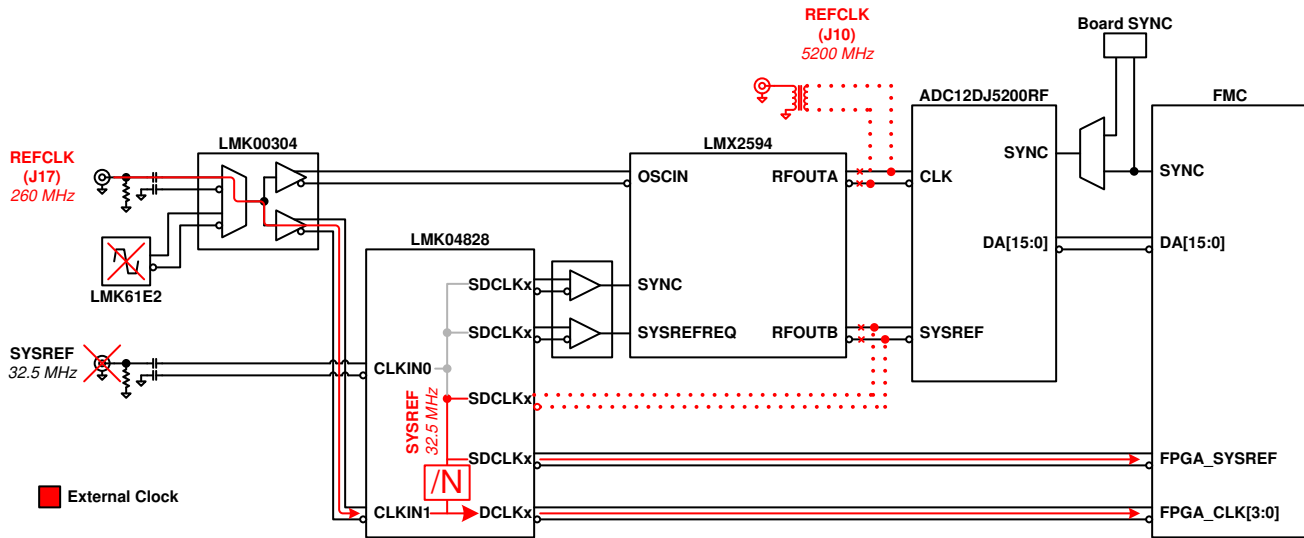 REFCLK
(J10)
5200 MHz
Board SYNC
ADC12DJ5200RF
FMC
LMK00304
LMX2594
REFCLK
(J17)
260 MHz
OSCIN
RFOUTA
CLK
SYNC
SYNC
LMK04828
DA[15:0]
DA[15:0]
LMK61E2
SDCLKx
SYNC
SDCLKx
SYSREFREQ
RFOUTB
SYSREF
SYSREF
32.5 MHz
CLKIN0
SDCLKx
SYSREF
32.5 MHz
SDCLKx
FPGA_SYSREF
/N
External Clock
CLKIN1
DCLKx
FPGA_CLK[3:0]